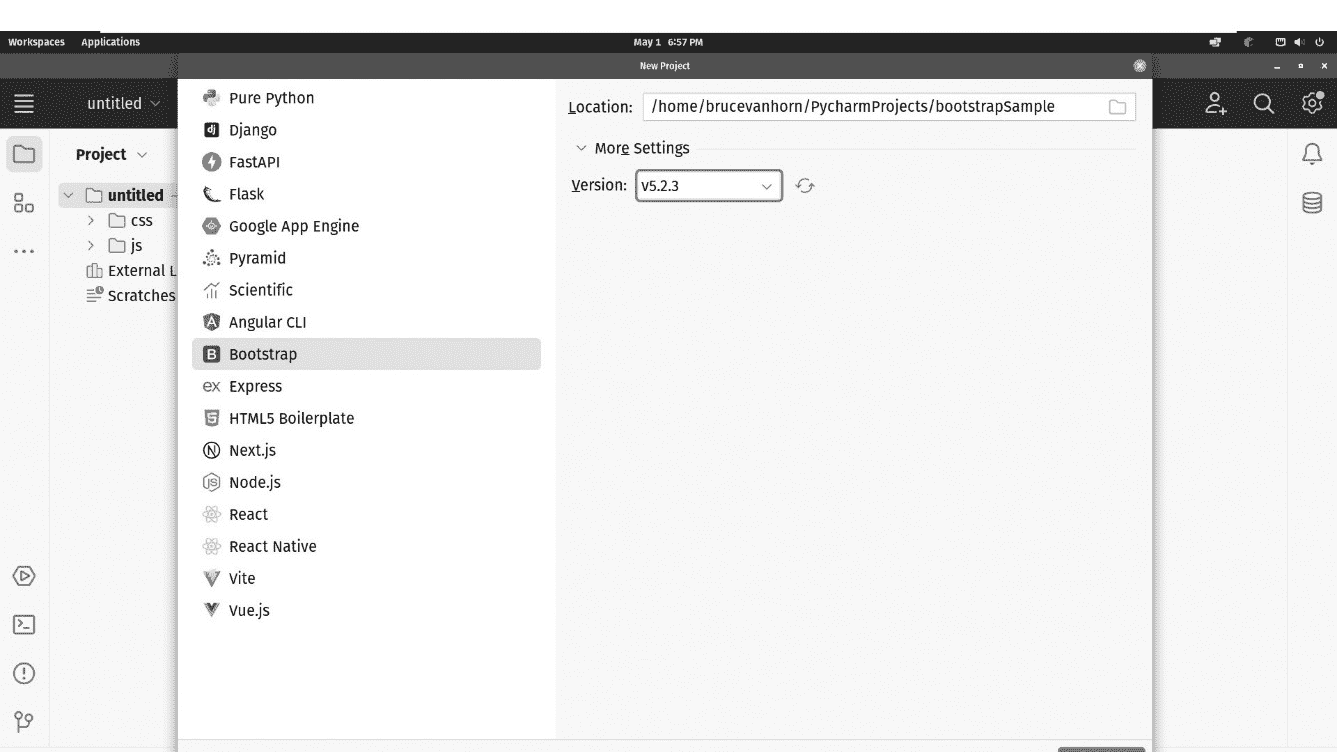 Workspaces Applications May 1 6:57 PM
New Project
untitled
Project
untitled
css
js
External L
Scratches
Pure Python
Django
FastAPI
Flask
Google App Engine
Pyramid
Scientific
Angular CLI
Bootstrap
Express
HTML5 Boilerplate
Next.js
Node.js
React
React Native
Vite
Vue.js
Location: /home/brucevanhorn/PycharmProjects/bootstrapSample
More Settings
Version: v5.2.3